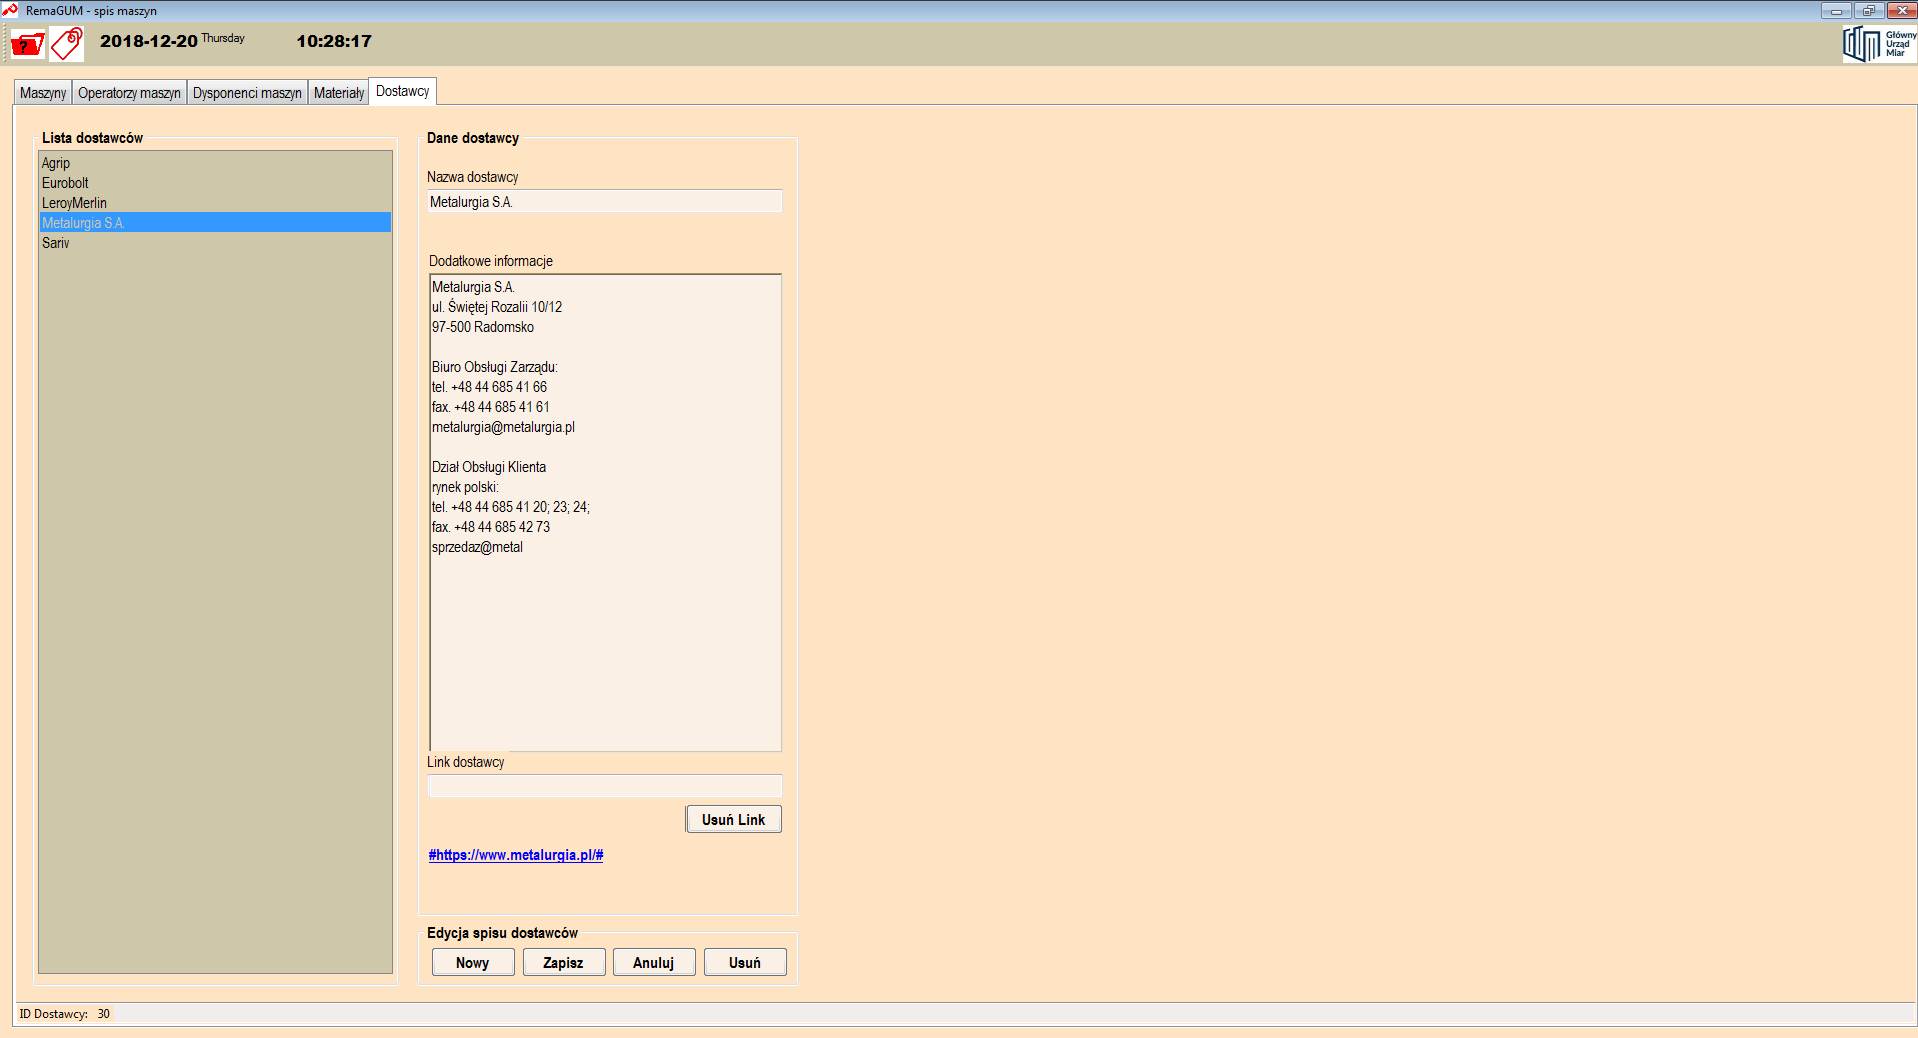 RemaGUM - spis maszyn
2018-12-20 Thursday 10:28:17
Główny
Urząd
Miar
Maszyny Operatorzy maszyn Dysponenci maszyn Materiały Dostawcy
Lista dostawców
Agrip
Eurobolt
LeroyMerlin
Metalurgia S.A.
Sariv
Dane dostawcy
Nazwa dostawcy
Metalurgia S.A.
Dodatkowe informacje
Metalurgia S.A.
ul. Świętej Rozalii 10/12
97-500 Radomsko
Biuro Obsługi Zarządu:
tel. +48 44 685 41 66
fax. +48 44 685 41 61
metalurgia@metalurgia.pl
Dział Obsługi Klienta
rynek polski:
tel. +48 44 685 41 20; 23; 24;
fax. +48 44 685 42 73
sprzedaz@metal
Link dostawcy
Usuń Link
#https://www.metalurgia.pl/#
Edycja spisu dostawców
Nowy Zapisz Anuluj Usuń
ID Dostawcy: 30